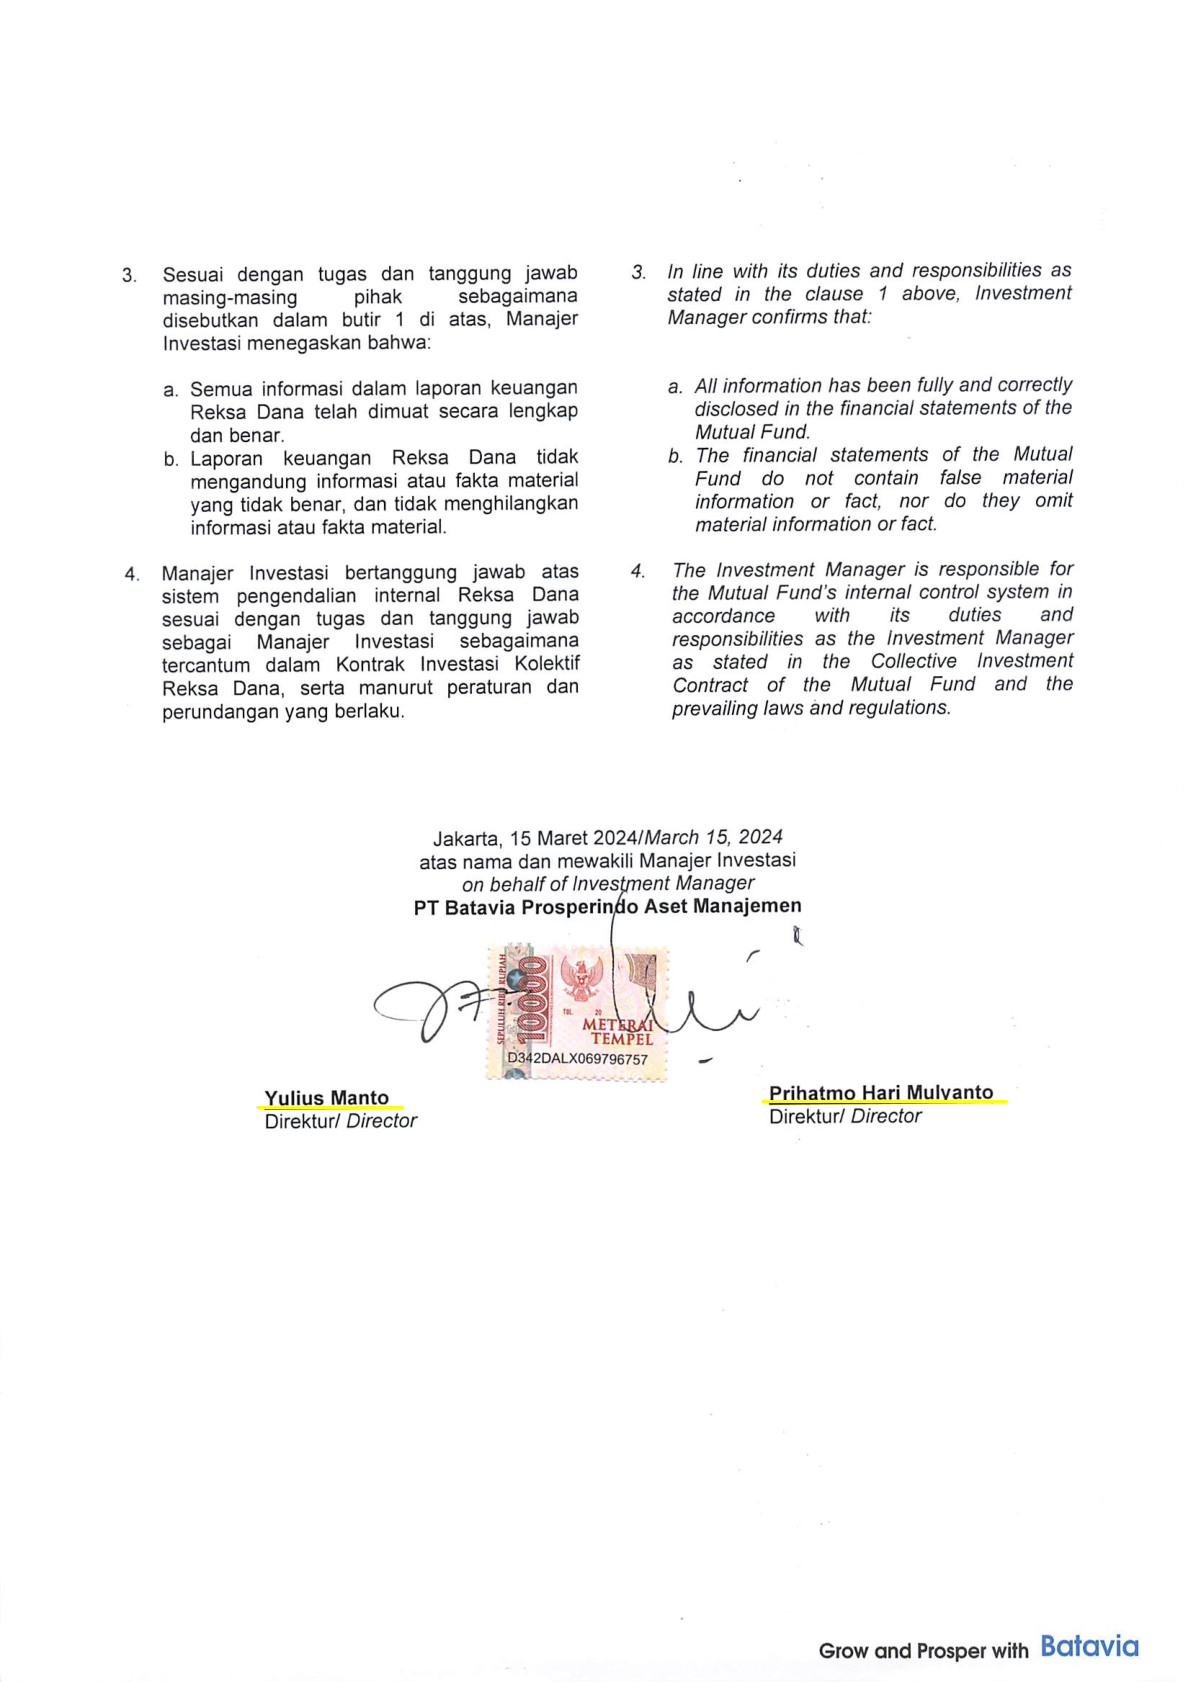 3. Sesuai dengan tugas dan tanggung jawab
masing-masing pihak sebagaimana
disebutkan dalam butir 1 di atas, Manajer
Investasi menegaskan bahwa:
a. Semua informasi dalam laporan keuangan
Reksa Dana telah dimuat secara lengkap
dan benar.
b. Laporan keuangan Reksa Dana tidak
mengandung informasi atau fakta material
yang tidak benar, dan tidak menghilangkan
informasi atau fakta material.
4. Manajer Investasi bertanggung jawab atas
sistem pengendalian internal Reksa Dana
sesuai dengan tugas dan tanggung jawab
sebagai Manajer Investasi sebagaimana
tercantum dalam Kontrak Investasi Kolektif
Reksa Dana, serta manurut peraturan dan
perundangan yang berlaku.
3. In line with its duties and responsibilities as
stated in the clause 1 above, Investment
Manager confirms that:
a. All information has been fully and correctly
disclosed in the financial statements of the
Mutual Fund.
b. The financial statements of the Mutual
Fund do not contain false material
information or fact, nor do they omit
material information or fact.
4. The Investment Manager is responsible for
the Mutual Fund's internal control system in
accordance with its duties and
responsibilities as the Investment Manager
as stated in the Collective Investment
Contract of the Mutual Fund and the
prevailing laws and regulations.
Jakarta, 15 Maret 2024/March 15, 2024
atas nama dan mewakili Manajer Investasi
on behalf of Investment Manager
PT Batavia Prosperindo Aset Manajemen
SEPULUH RIBU RUPIAH
10000
TGL. 20
METERAI
TEMPEL
D342DALX069796757
Yulius Manto
Direktur/ Director
Prihatmo Hari Mulyanto
Direktur/ Director
Grow and Prosper with Batavia